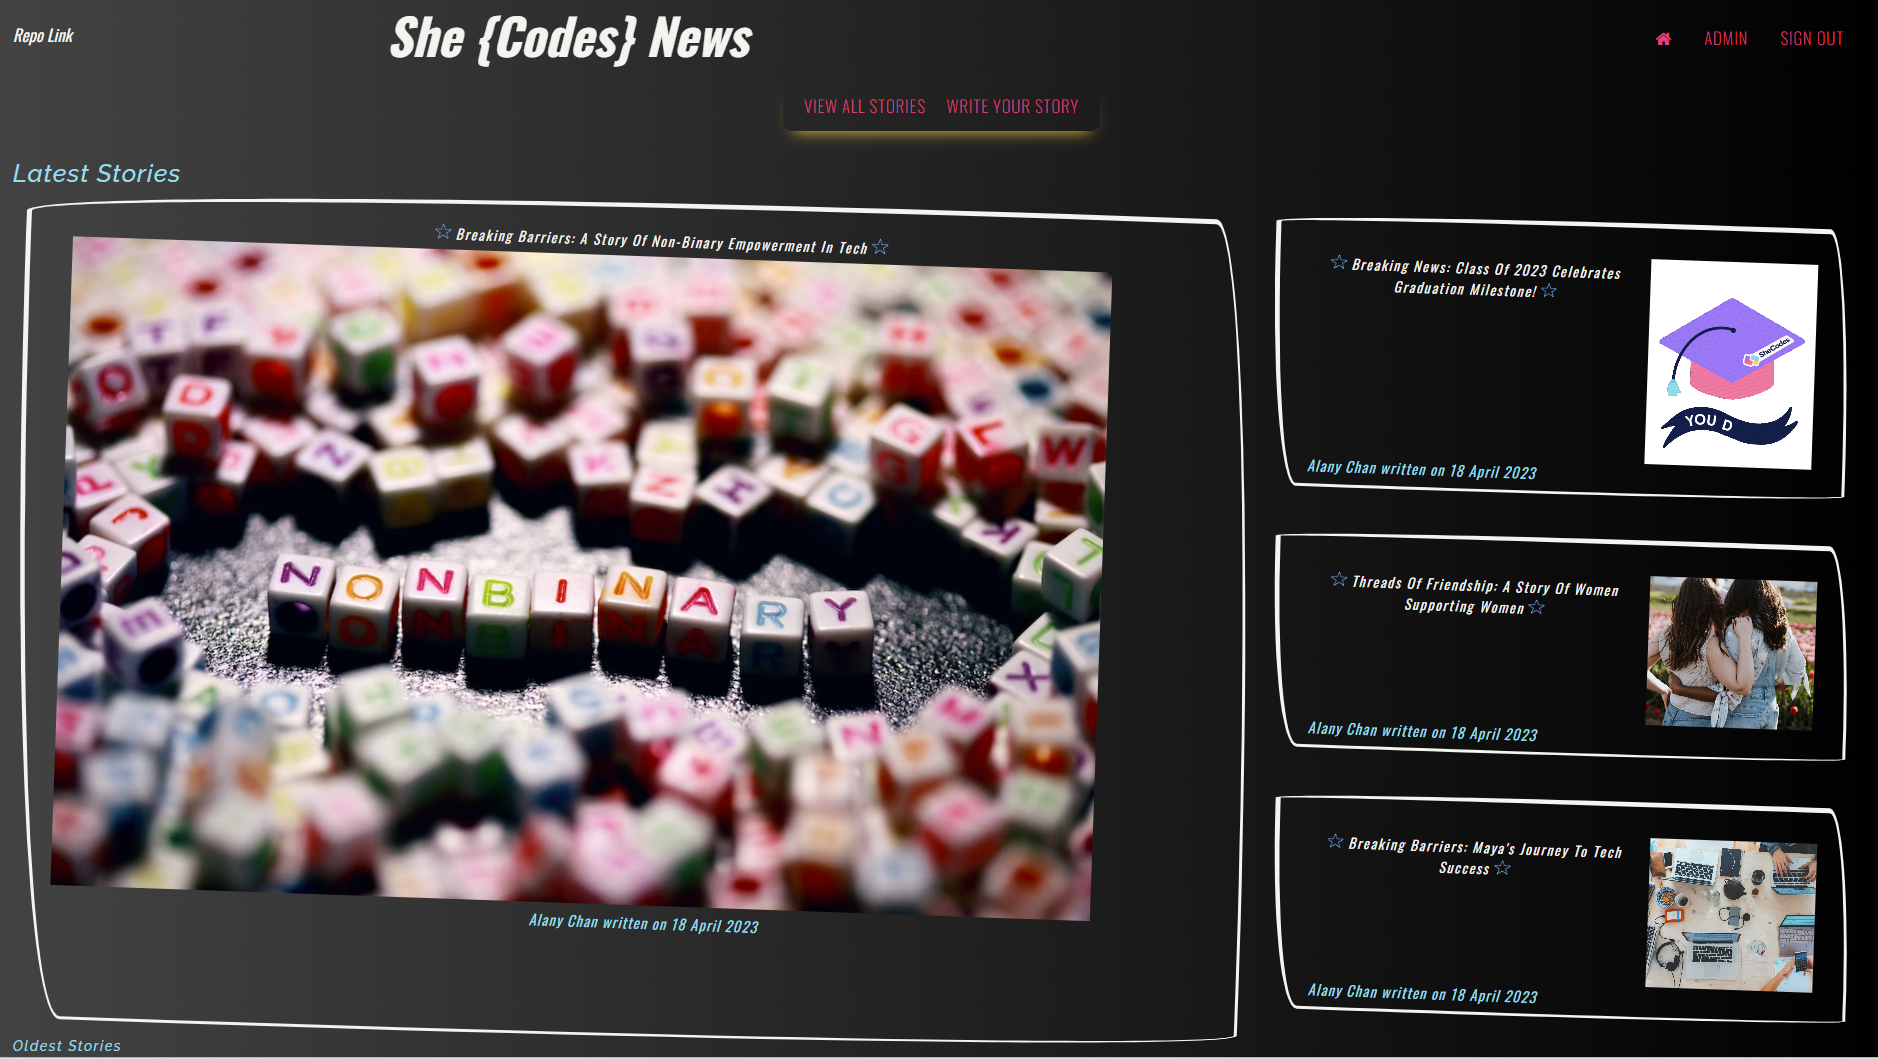 Repo Link
She {Codes} News
ADMIN
SIGN OUT
VIEW ALL STORIES
WRITE YOUR STORY
Latest Stories
Breaking Barriers: A Story Of Non-Binary Empowerment In Tech
NONBINARY
Alany Chan written on 18 April 2023
Breaking News: Class Of 2023 Celebrates
Graduation Milestone!
SheCodes
YOU D
Alany Chan written on 18 April 2023
Threads Of Friendship: A Story Of Women
Supporting Women
Alany Chan written on 18 April 2023
Breaking Barriers: Maya's Journey To Tech
Success
Alany Chan written on 18 April 2023
Oldest Stories